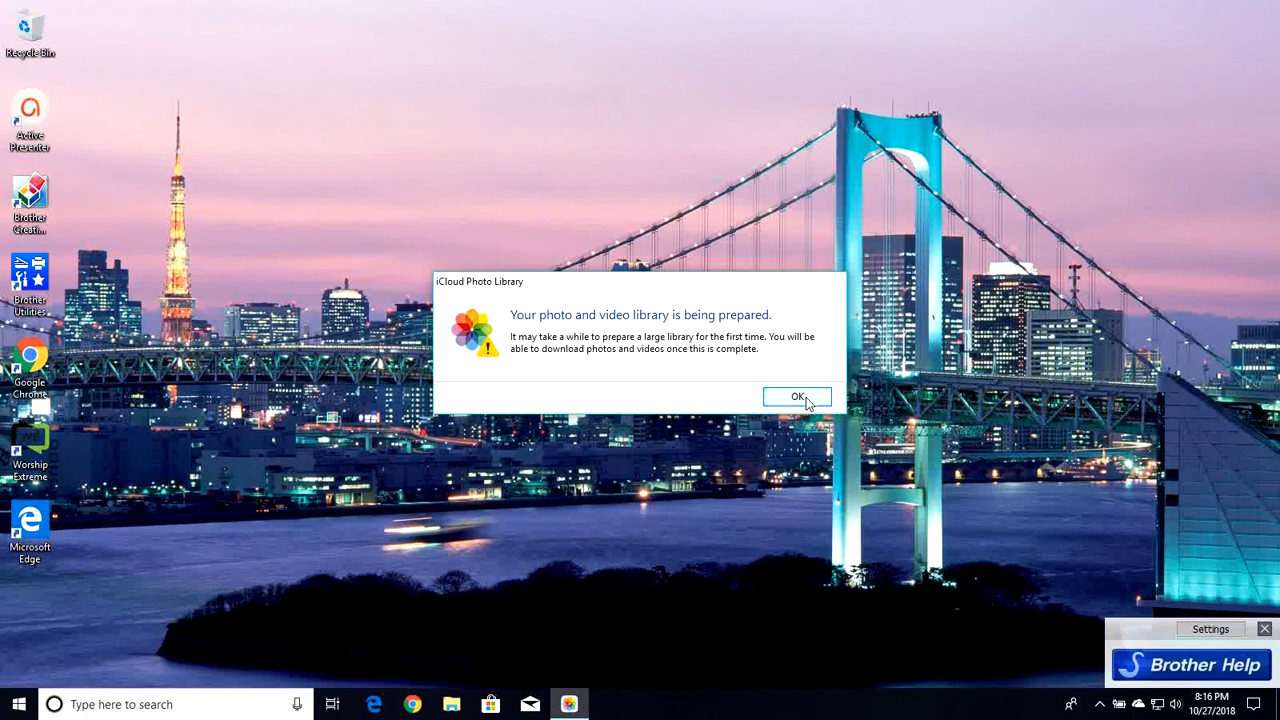 Recycle Bin
Active
Presenter
Brother
Creati...
Brother
Utilities
Google
Chrome
Worship
Extreme
Microsoft
Edge
iCloud Photo Library
Your photo and video library is being prepared.
It may take a while to prepare a large library for the first time. You will be
able to download photos and videos once this is complete.
OK
Settings
Brother Help
Type here to search
8:16 PM
10/27/2018